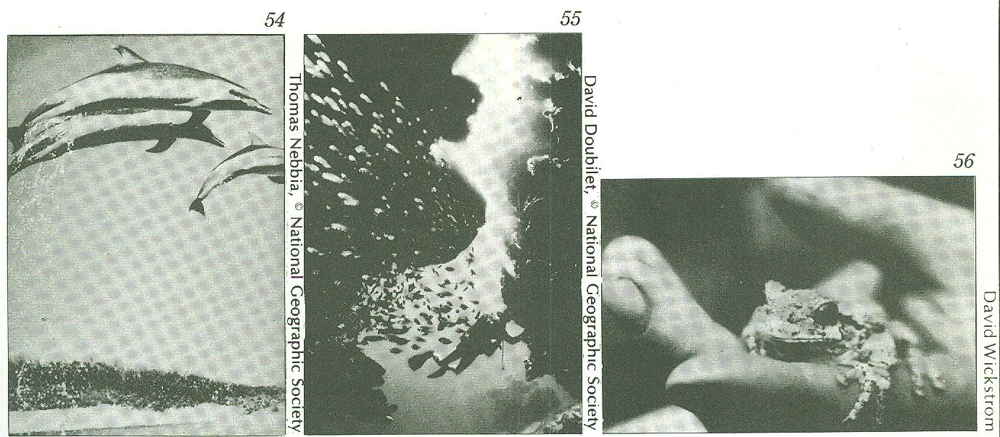 54
Thomas Nebbia, © National Geographic Society
55
David Doubilet, © National Geographic Society
56
David Wickstrom